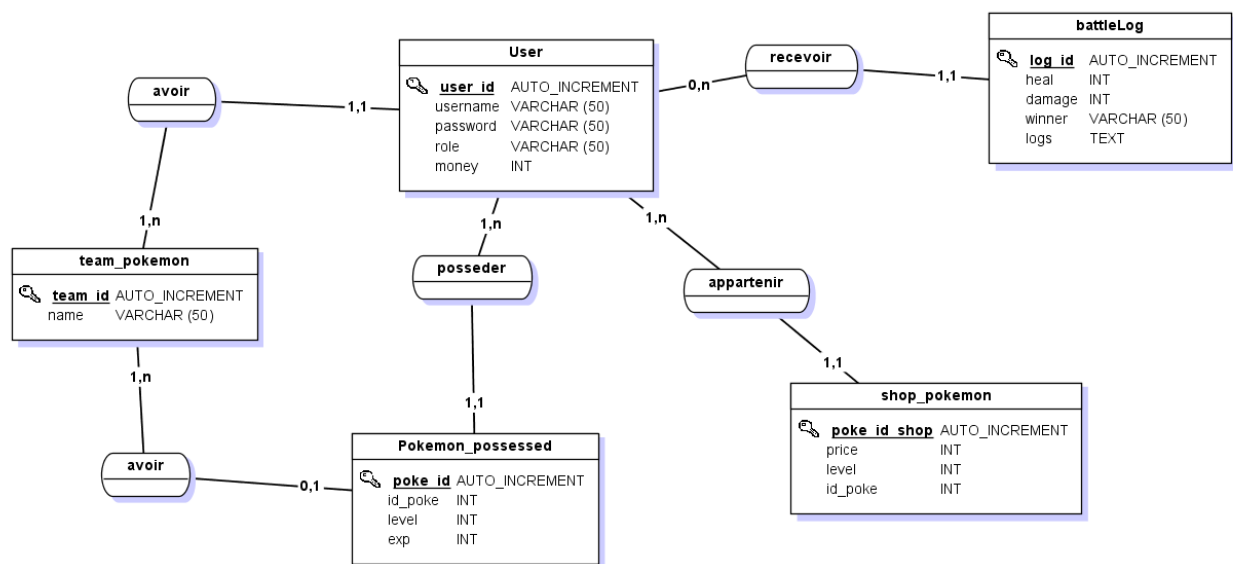 battleLog
log_id AUTO_INCREMENT
heal INT
damage INT
winner VARCHAR (50)
logs TEXT
User
user_id AUTO_INCREMENT
username VARCHAR (50)
password VARCHAR (50)
role VARCHAR (50)
money INT
recevoir
0,n
1,1
avoir
1,1
1,n
team_pokemon
team_id AUTO_INCREMENT
name VARCHAR (50)
1,n
posseder
1,1
1,n
appartenir
1,1
shop_pokemon
poke_id_shop AUTO_INCREMENT
price INT
level INT
id_poke INT
1,n
avoir
0,1
Pokemon_possessed
poke_id AUTO_INCREMENT
id_poke INT
level INT
exp INT